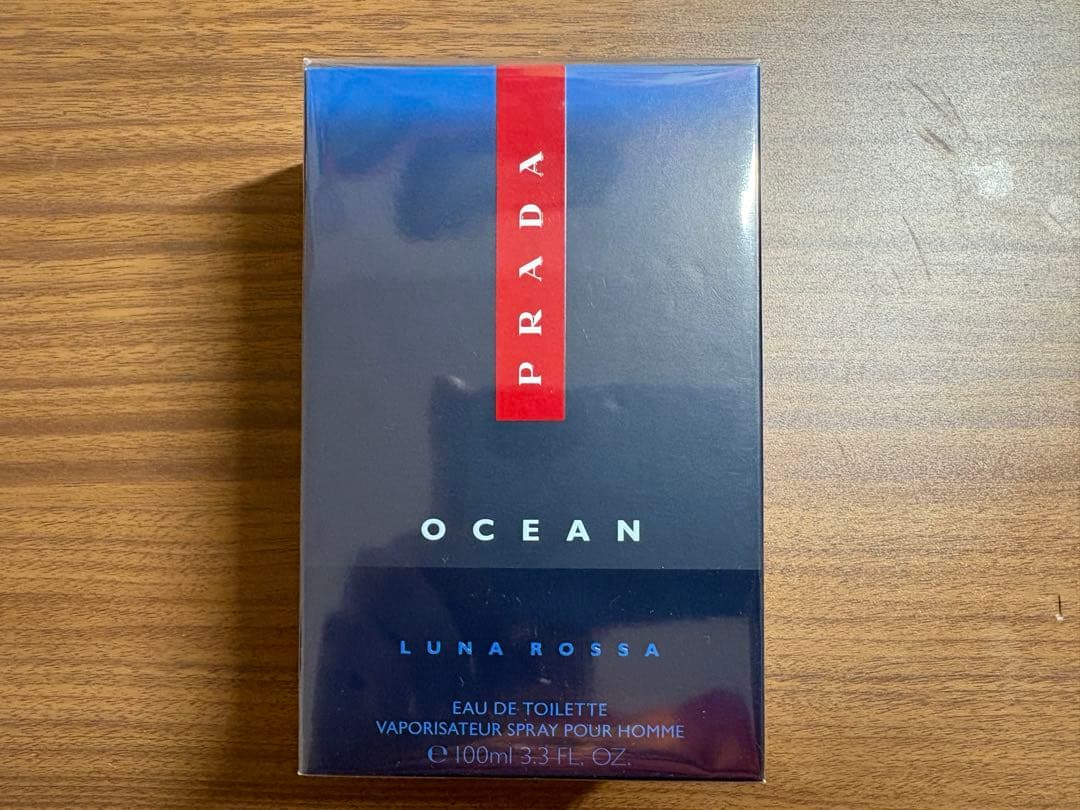 PRADA
OCEAN
LUNA ROSSA
EAU DE TOILETTE
VAPORISATEUR SPRAY POUR HOMME
℮ 100ml 3.3 FL. OZ.